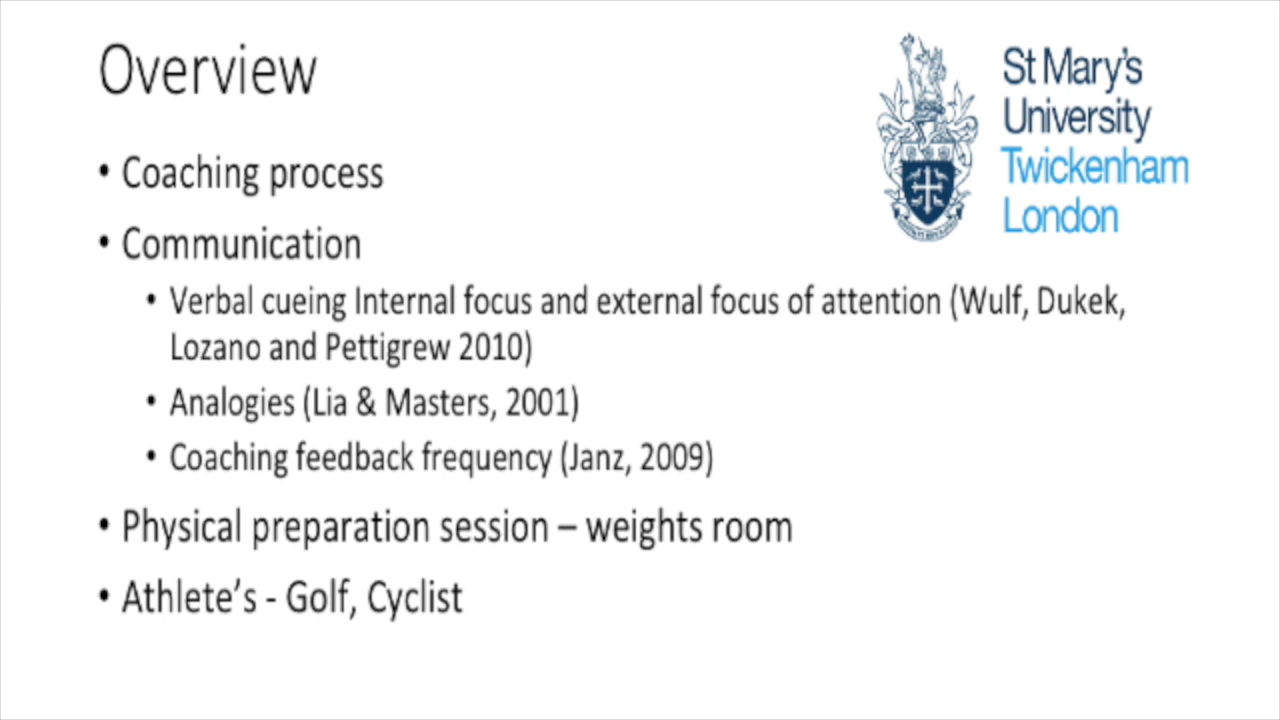 Overview
St Mary's
University
Twickenham
London
• Coaching process
• Communication
• Verbal cueing Internal focus and external focus of attention (Wulf, Dukek,
Lozano and Pettigrew 2010)
• Analogies (Lia & Masters, 2001)
• Coaching feedback frequency (Janz, 2009)
• Physical preparation session – weights room
• Athlete's - Golf, Cyclist